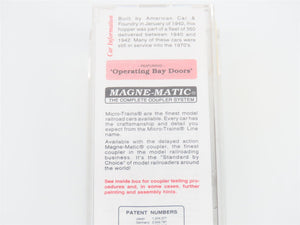 Car Information
Built by American Car &
Foundry in January of 1940, this
hopper was part of a fleet of 350
delivered between 1940 and
1942. Many of these cars were
still in service into the 1970's.
"Operating Bay Doors"
MAGNE-MATIC®
THE COMPLETE COUPLER SYSTEM
Micro-Trains® are the finest model
railroad cars available. Every car has
the craftsmanship and detail you
expect from the Micro-Trains® Line
name.
Available with the delayed action
Magne-Matic® coupler, the finest
coupler in the model railroading
business. It's the "Standard by
Choice" of model railroaders around
the world!
See inside box for coupler testing pro-
cedures and, in some cases, further
painting and assembly hints.
PATENT NUMBERS
Japan
Germany